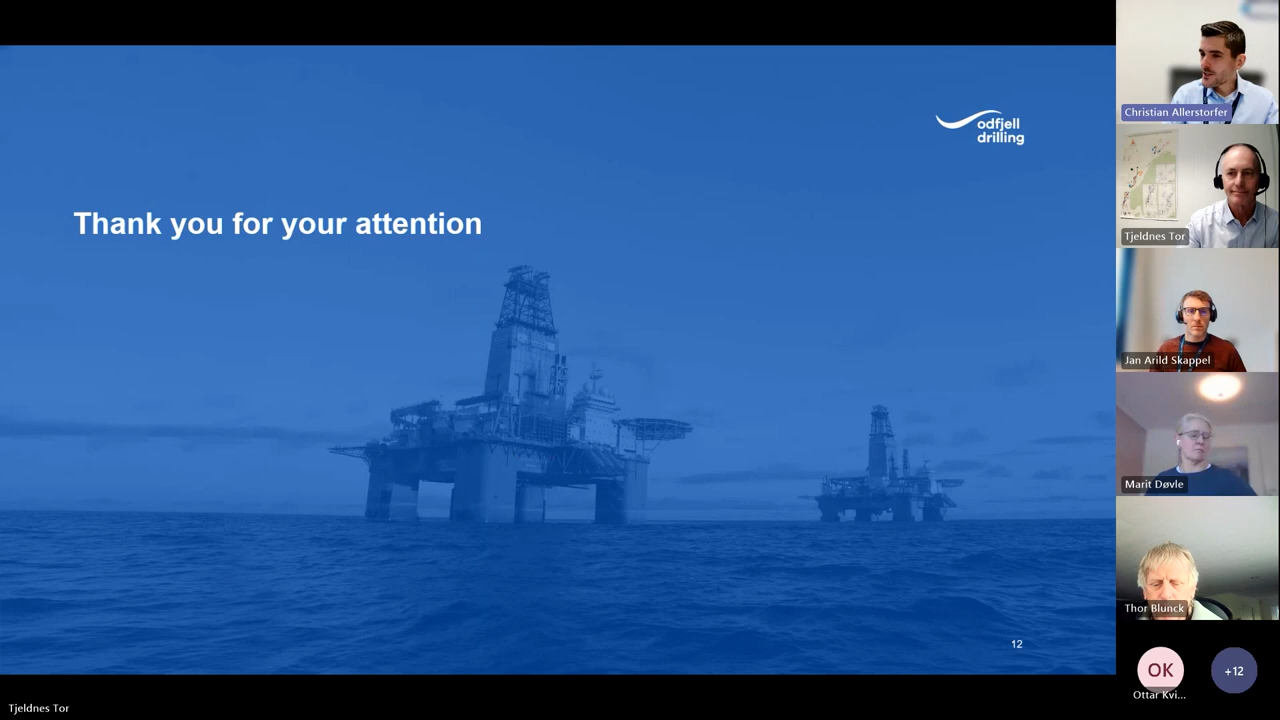 odfjell
drilling
Thank you for your attention
12
Tjeldnes Tor
Christian Allerstorfer
Tjeldnes Tor
Jan Arild Skappel
Marit Døvle
Thor Blunck
OK
Ottar Kvi...
+12